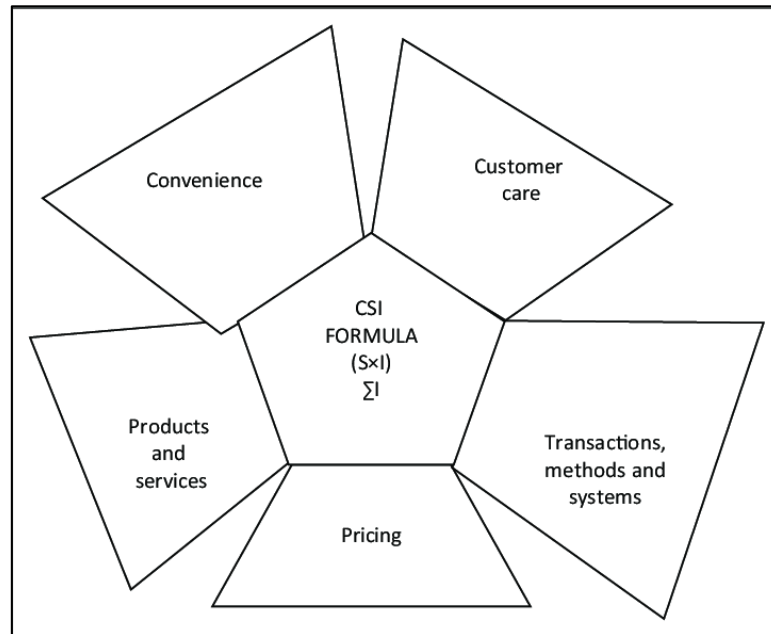 Convenience
Customer
care
CSI
FORMULA
(S×I)
∑I
Products
and
services
Transactions,
methods and
systems
Pricing